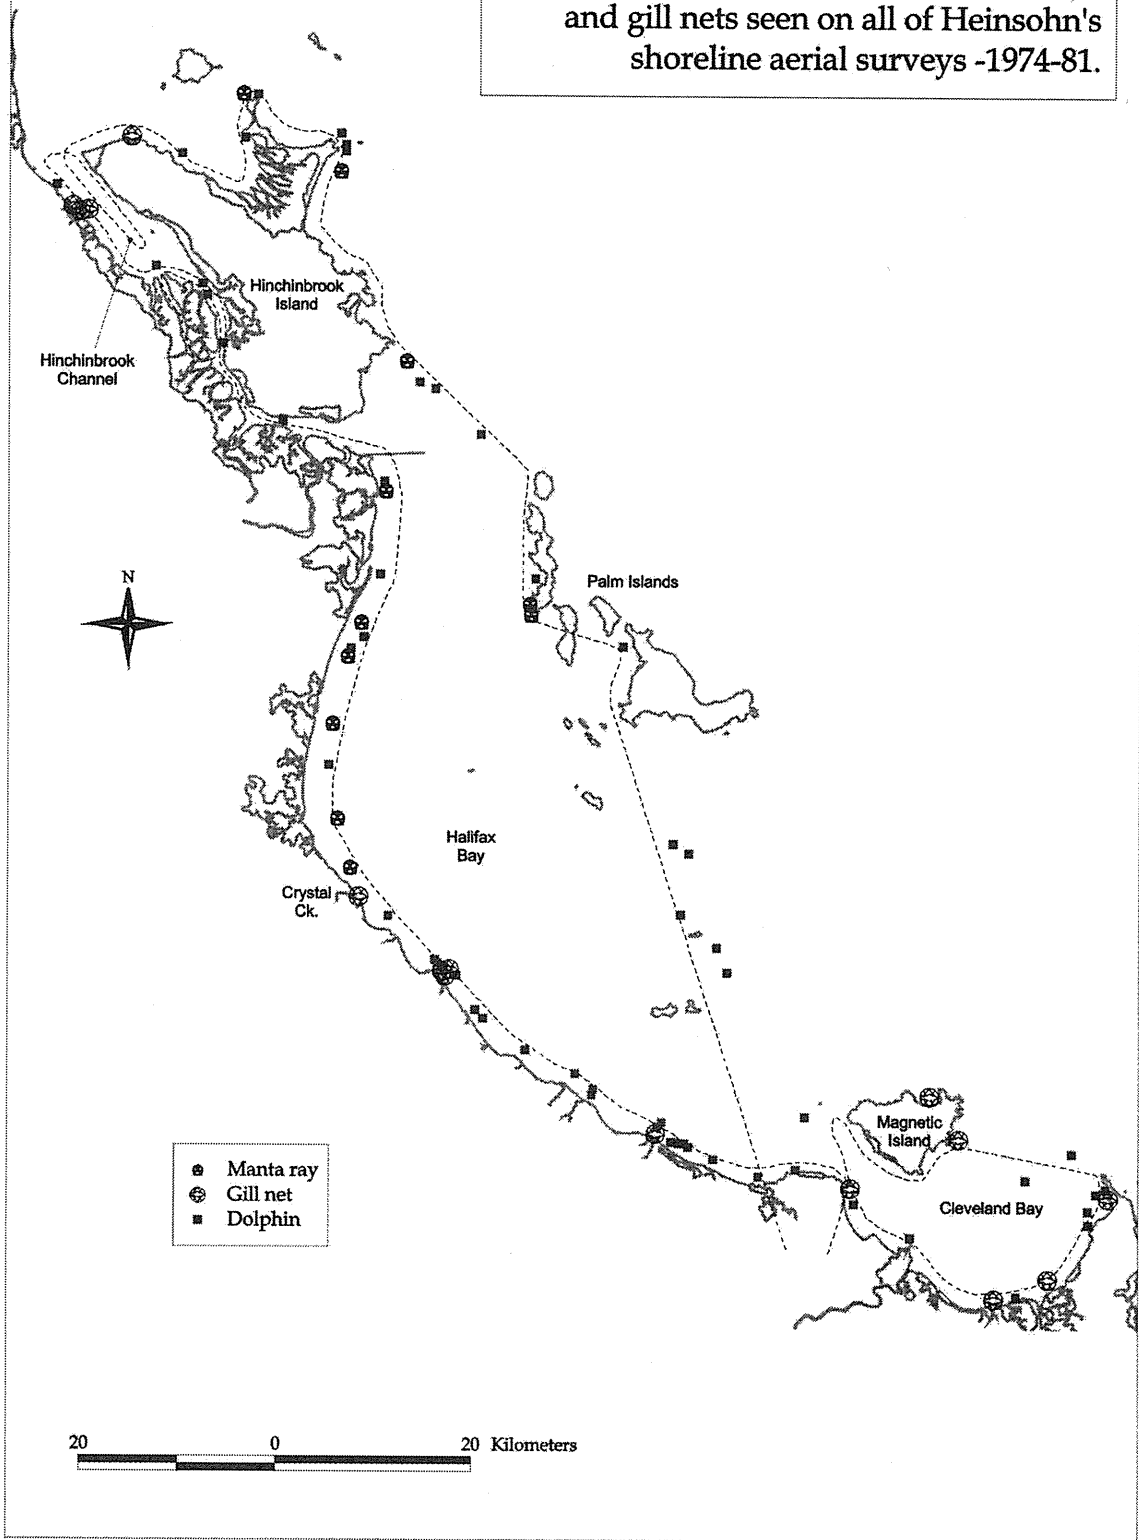 and gill nets seen on all of Heinsohn's
shoreline aerial surveys -1974-81.
Hinchinbrook
Island
Hinchinbrook
Channel
N
Palm Islands
Halifax
Bay
Crystal
Ck.
Magnetic
Island
Cleveland Bay
Manta ray
Gill net
Dolphin
20 0 20 Kilometers